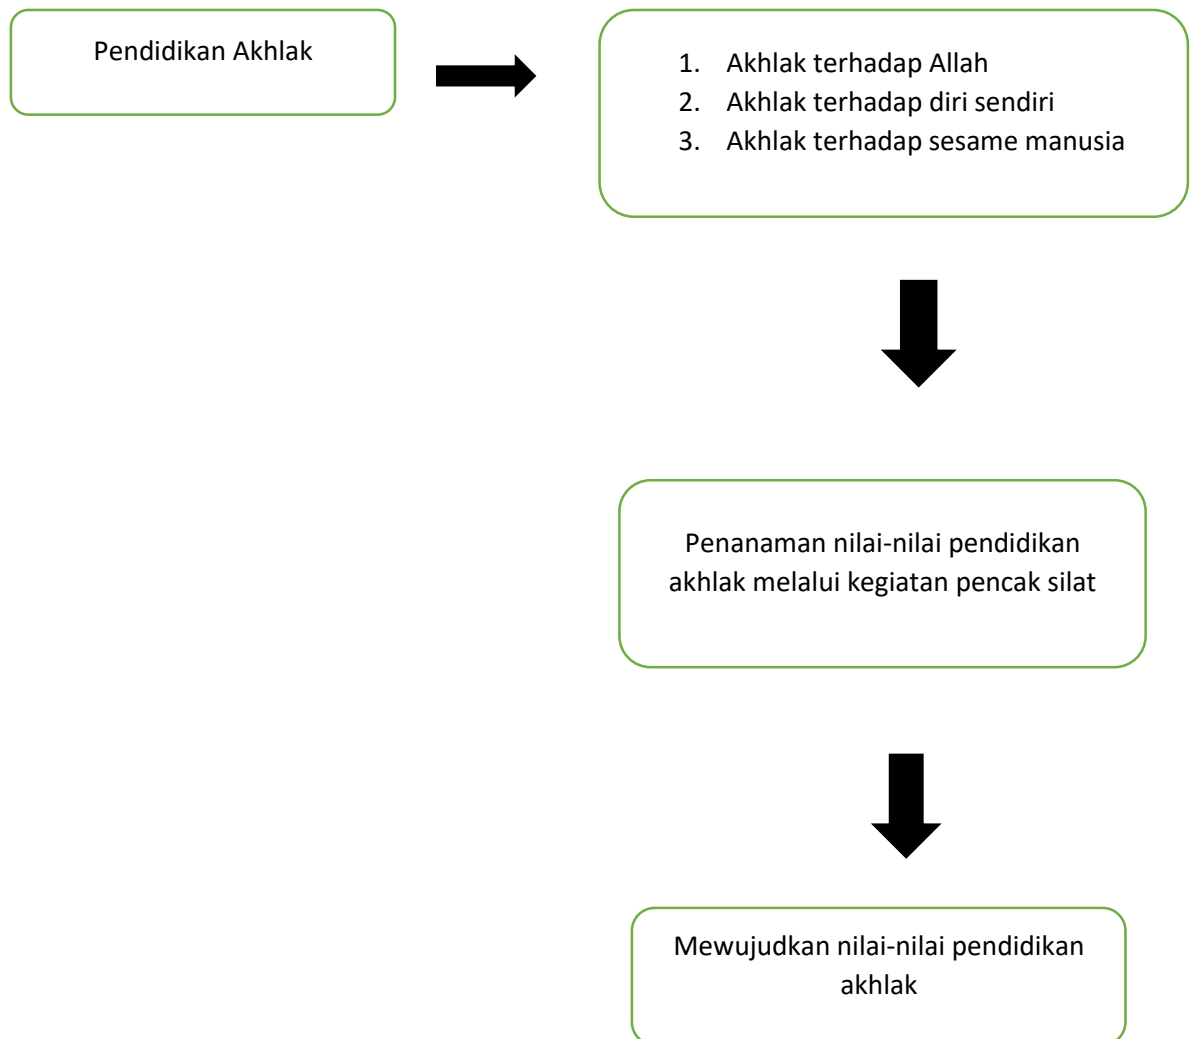 Pendidikan Akhlak
1. Akhlak terhadap Allah
2. Akhlak terhadap diri sendiri
3. Akhlak terhadap sesame manusia
Penanaman nilai-nilai pendidikan
akhlak melalui kegiatan pencak silat
Mewujudkan nilai-nilai pendidikan
akhlak